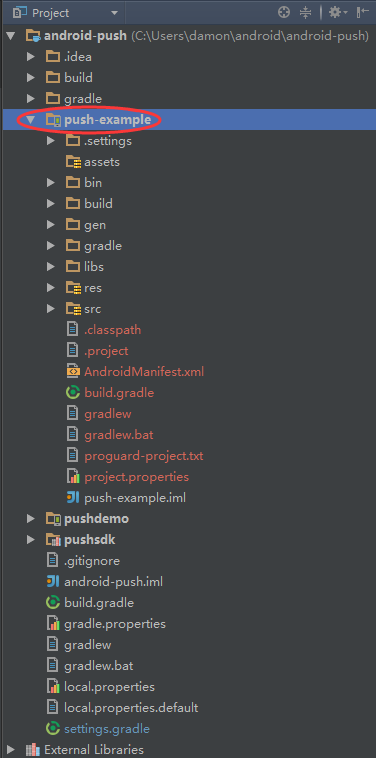 Project
android-push (C:\Users\damon\android\android-push)
.idea
build
gradle
push-example
.settings
assets
bin
build
gen
gradle
libs
res
src
.classpath
.project
AndroidManifest.xml
build.gradle
gradlew
gradlew.bat
proguard-project.txt
project.properties
push-example.iml
pushdemo
pushsdk
.gitignore
android-push.iml
build.gradle
gradle.properties
gradlew
gradlew.bat
local.properties
local.properties.default
settings.gradle
External Libraries